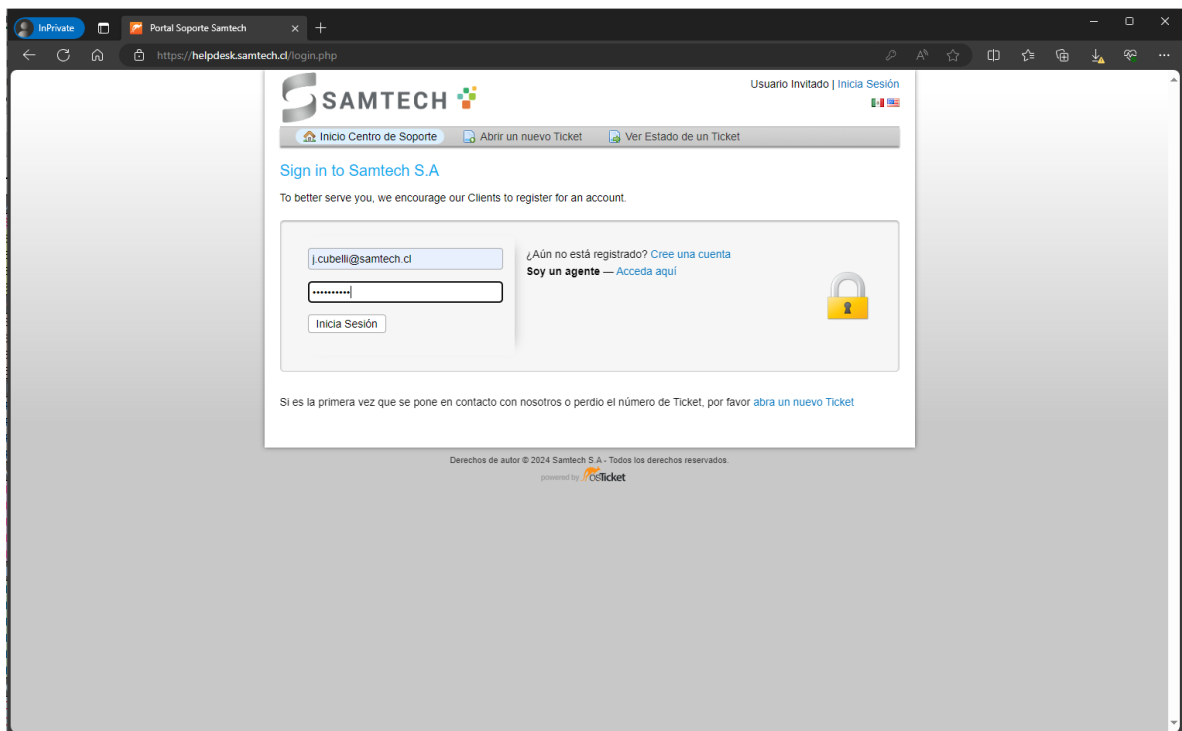 InPrivate
Portal Soporte Samtech
https://helpdesk.samtech.cl/login.php
SAMTECH
Usuario Invitado | Inicia Sesión
Inicio Centro de Soporte
Abrir un nuevo Ticket
Ver Estado de un Ticket
Sign in to Samtech S.A
To better serve you, we encourage our Clients to register for an account.
j.cubelli@samtech.cl
¿Aún no está registrado? Cree una cuenta
Soy un agente — Acceda aquí
••••••••••
Inicia Sesión
Si es la primera vez que se pone en contacto con nosotros o perdio el número de Ticket, por favor abra un nuevo Ticket
Derechos de autor © 2024 Samtech S.A - Todos los derechos reservados.
powered by osTicket